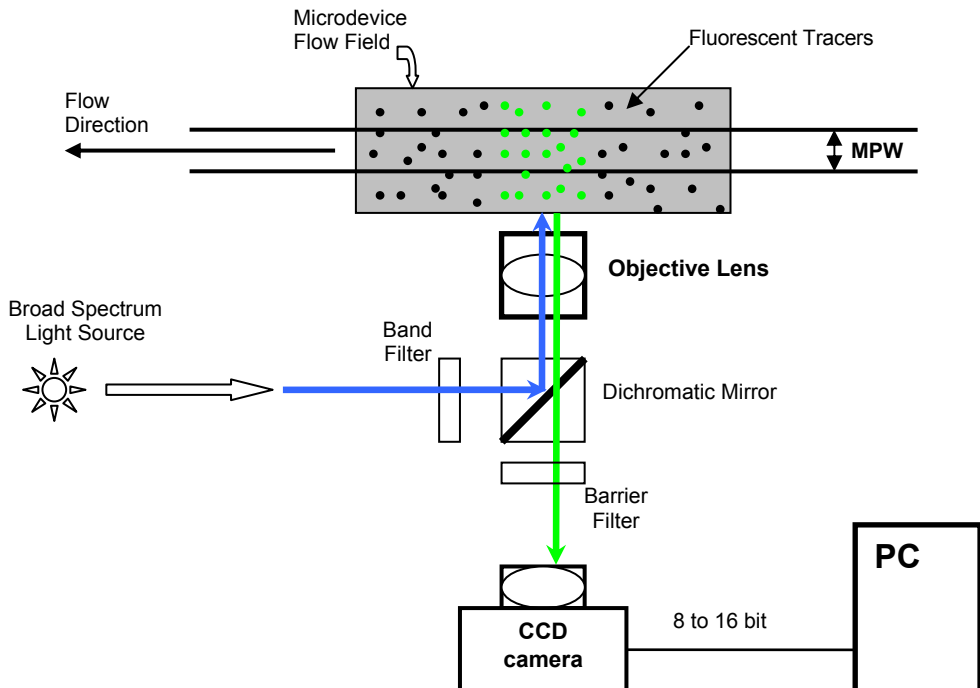 Microdevice
Flow Field
Fluorescent Tracers
Flow
Direction
MPW
Objective Lens
Broad Spectrum
Light Source
Band
Filter
Dichromatic Mirror
Barrier
Filter
PC
8 to 16 bit
CCD
camera